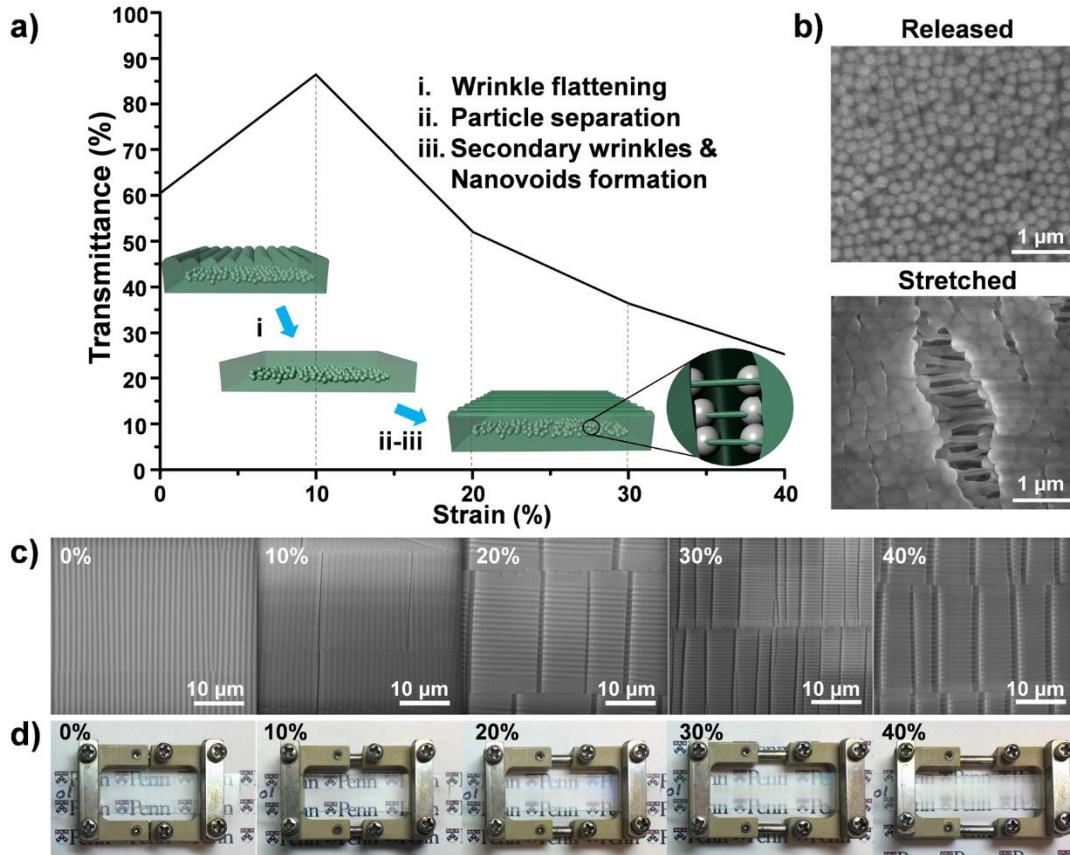 a)
100
90
80
70
60
50
40
30
20
10
0
Transmittance (%)
0
10
20
30
40
Strain (%)
i. Wrinkle flattening
ii. Particle separation
iii. Secondary wrinkles &
Nanovoids formation
i
ii-iii
b)
Released
1 μm
Stretched
1 μm
c)
0%
10 μm
10%
10 μm
20%
10 μm
30%
10 μm
40%
10 μm
d)
0%
10%
20%
30%
40%
Penn
Penn
Penn
Penn
Penn